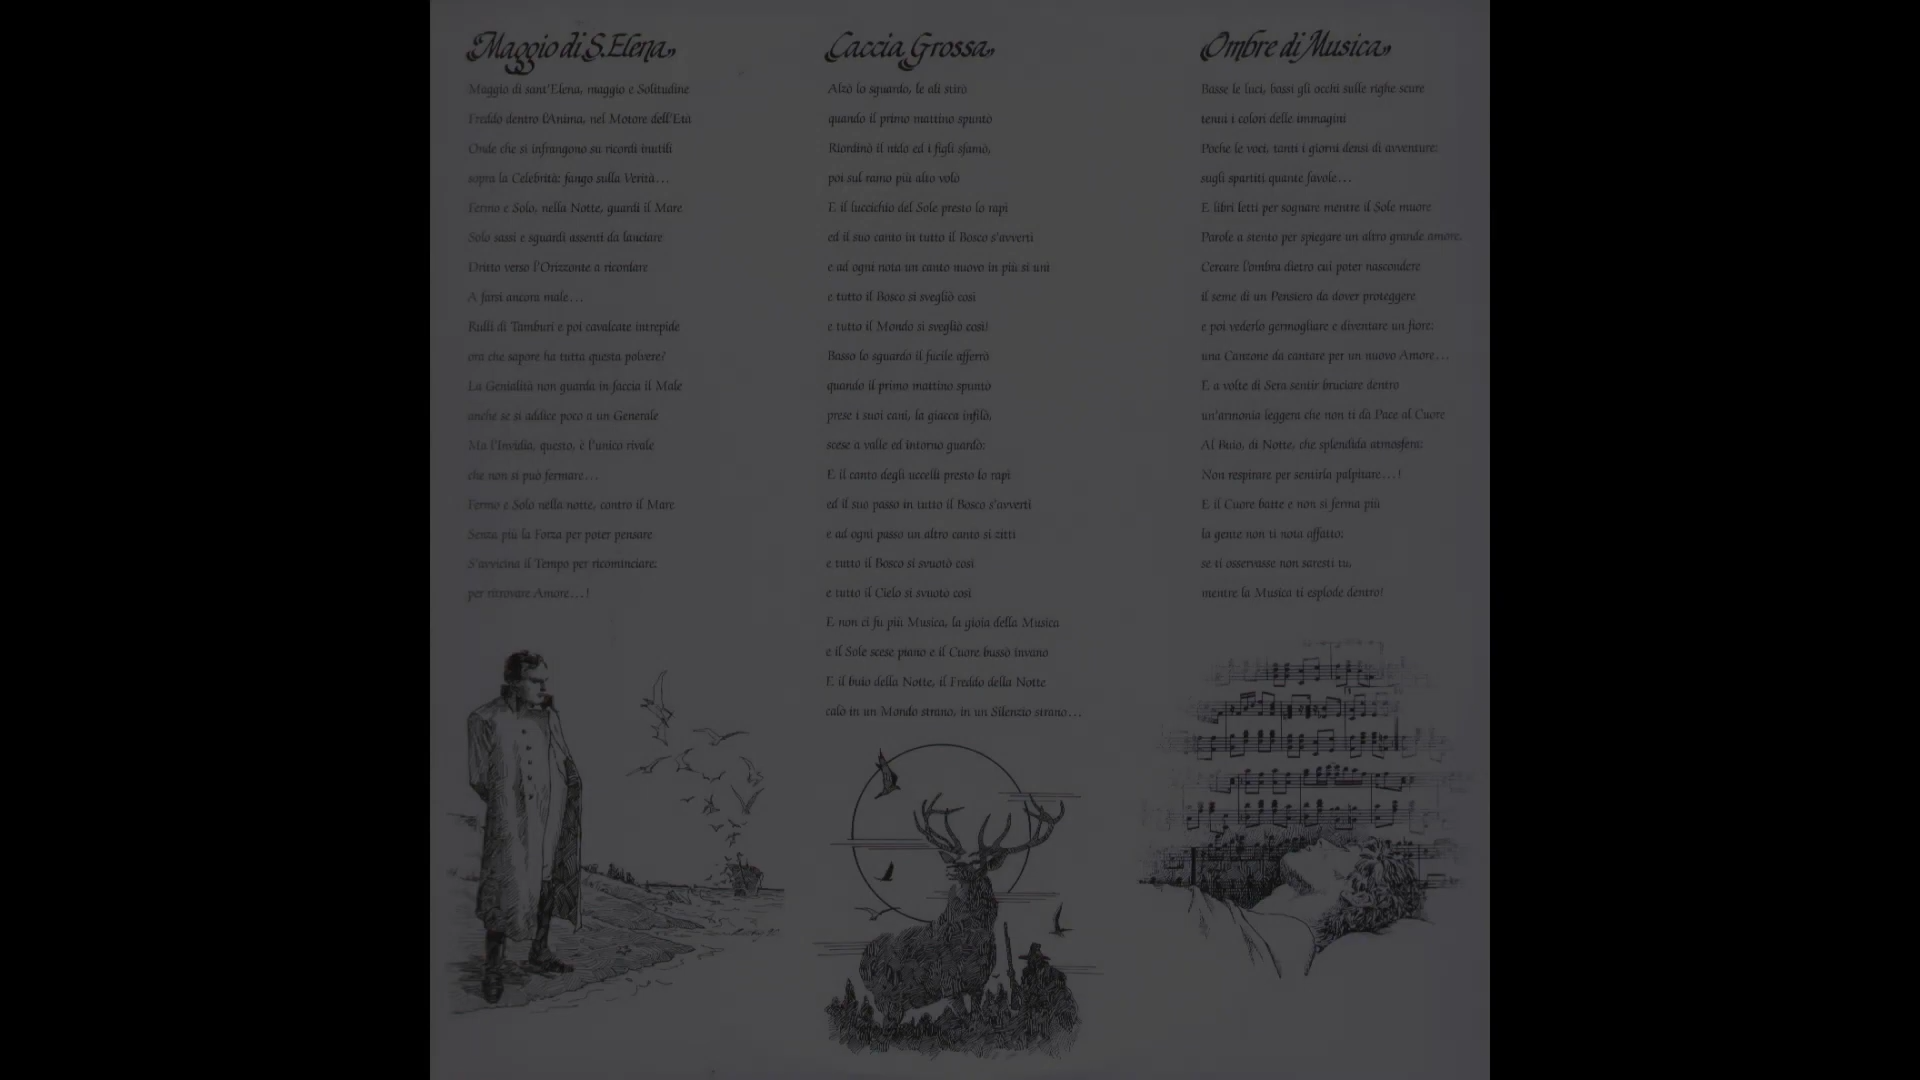 Maggio di S.Elena
Maggio di sant'Elena, maggio e Solitudine
Freddo dentro l'Anima, nel Motore dell'Età
Onde che si infrangono su ricordi inutili
sopra la Celebrità: fango sulla Verità...
Fermo e Solo, nella Notte, guardi il Mare
Solo sassi e sguardi assenti da lanciare
Dritto verso l'Orizzonte a ricordare
A farsi ancora male...
Rulli di Tamburi e poi cavalcate intrepide
ora che sapore ha tutta questa polvere?
La Genialità non guarda in faccia il Male
anche se si addice poco a un Generale
Ma l'Invidia, questo, è l'unico rivale
che non si può fermare...
Fermo e Solo nella notte, contro il Mare
Senza più la Forza per poter pensare
S'avvicina il Tempo per ricominciare:
per ritrovare Amore...!
Caccia Grossa
Alzò lo sguardo, le ali stirò
quando il primo mattino spuntò
Riordinò il nido ed i figli sfamò,
poi sul ramo più alto volò
E il luccichio del Sole presto lo rapì
ed il suo canto in tutto il Bosco s'avvertì
e ad ogni nota un canto nuovo in più si unì
e tutto il Bosco si svegliò così
e tutto il Mondo si svegliò così!
Basso lo sguardo il fucile afferrò
quando il primo mattino spuntò
prese i suoi cani, la giacca infilò,
scese a valle ed intorno guardò:
E il canto degli uccelli presto lo rapì
ed il suo passo in tutto il Bosco s'avvertì
e ad ogni passo un altro canto si zittì
e tutto il Bosco si svuotò così
e tutto il Cielo si svuotò così
E non ci fu più Musica, la gioia della Musica
e il Sole scese piano e il Cuore bussò invano
E il buio della Notte, il Freddo della Notte
calò in un Mondo strano, in un Silenzio strano...
Ombre di Musica
Basse le luci, bassi gli occhi sulle righe scure
tenui i colori delle immagini
Poche le voci, tanti i giorni densi di avventure:
sugli spartiti quante favole...
E libri letti per sognare mentre il Sole muore
Parole a stento per spiegare un altro grande amore.
Cercare l'ombra dietro cui poter nascondere
il seme di un Pensiero da dover proteggere
e poi vederlo germogliare e diventare un fiore:
una Canzone da cantare per un nuovo Amore...
E a volte di Sera sentir bruciare dentro
un'armonia leggera che non ti dà Pace al Cuore
Al Buio, di Notte, che splendida atmosfera:
Non respirare per sentirla palpitare...!
E il Cuore batte e non si ferma più
la gente non ti nota affatto:
se ti osservasse non saresti tu,
mentre la Musica ti esplode dentro!